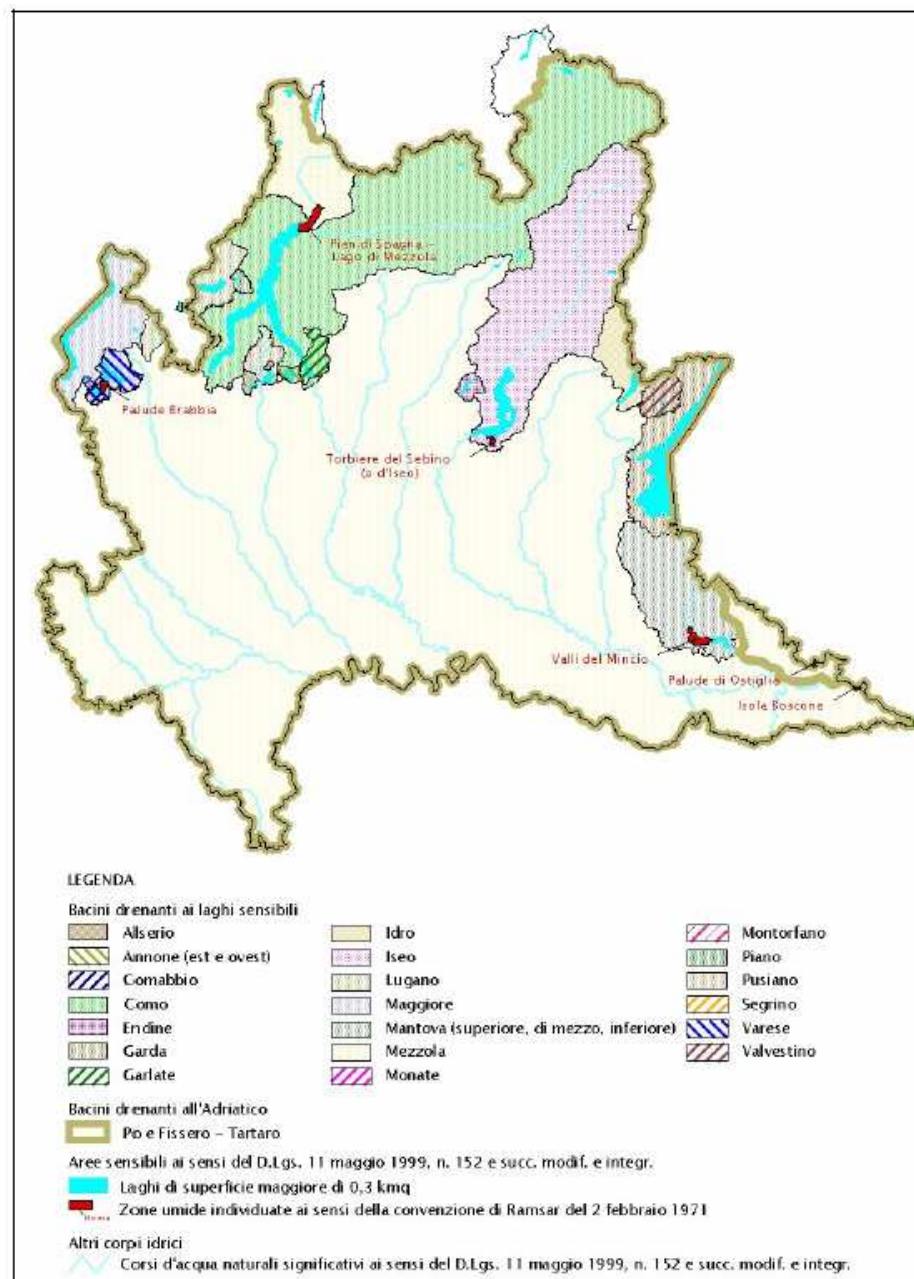 Pian di Spagna –
Lago di Mezzola
Palude Brabbia
Torbiere del Sebino
(o d'Iseo)
Valli del Mincio
Palude di Ostiglia
Isola Boscone
LEGENDA
Bacini drenanti ai laghi sensibili
Alserio
Annone (est e ovest)
Comabbio
Como
Endine
Garda
Garlate
Idro
Iseo
Lugano
Maggiore
Mantova (superiore, di mezzo, inferiore)
Mezzola
Monate
Montorfano
Piano
Pusiano
Segrino
Varese
Valvestino
Bacini drenanti all'Adriatico
Po e Fissero – Tartaro
Aree sensibili ai sensi del D.Lgs. 11 maggio 1999, n. 152 e succ. modif. e integr.
Laghi di superficie maggiore di 0,3 kmq
Zone umide individuate ai sensi della convenzione di Ramsar del 2 febbraio 1971
Altri corpi idrici
Corsi d'acqua naturali significativi ai sensi del D.Lgs. 11 maggio 1999, n. 152 e succ. modif. e integr.